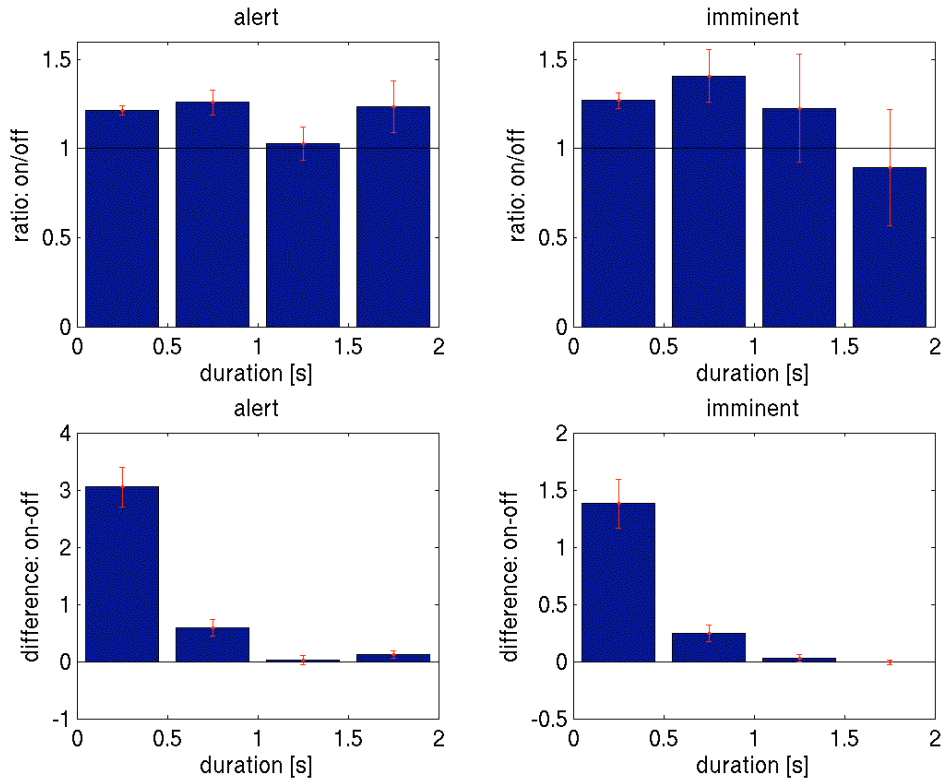 alert
1.5
1
0.5
0
ratio: on/off
0 0.5 1 1.5 2
duration [s]
imminent
1.5
1
0.5
0
ratio: on/off
0 0.5 1 1.5 2
duration [s]
alert
4
3
2
1
0
-1
difference: on-off
0 0.5 1 1.5 2
duration [s]
imminent
2
1.5
1
0.5
0
-0.5
difference: on-off
0 0.5 1 1.5 2
duration [s]